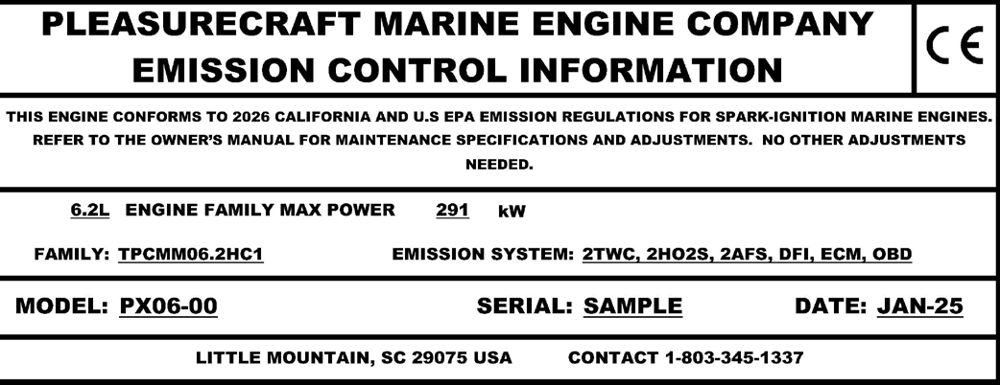 PLEASURECRAFT MARINE ENGINE COMPANY
EMISSION CONTROL INFORMATION
CE
THIS ENGINE CONFORMS TO 2026 CALIFORNIA AND U.S EPA EMISSION REGULATIONS FOR SPARK-IGNITION MARINE ENGINES.
REFER TO THE OWNER'S MANUAL FOR MAINTENANCE SPECIFICATIONS AND ADJUSTMENTS. NO OTHER ADJUSTMENTS
NEEDED.
6.2L ENGINE FAMILY MAX POWER 291 kW
FAMILY: TPCMM06.2HC1 EMISSION SYSTEM: 2TWC, 2HO2S, 2AFS, DFI, ECM, OBD
MODEL: PX06-00 SERIAL: SAMPLE DATE: JAN-25
LITTLE MOUNTAIN, SC 29075 USA CONTACT 1-803-345-1337